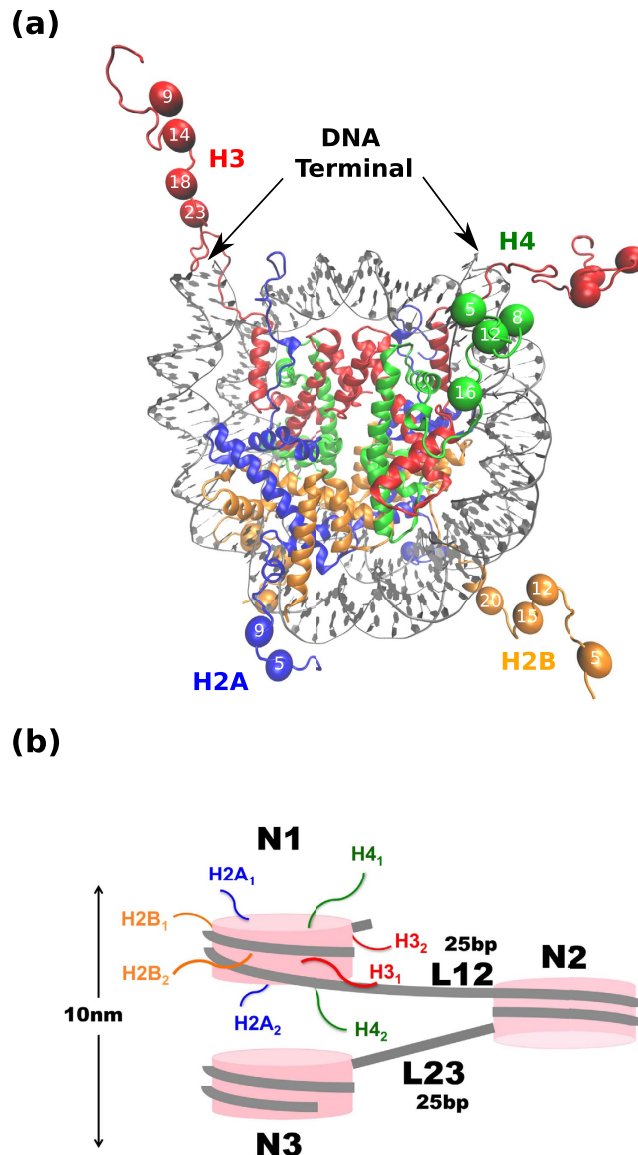 (a)
9
14
18
23
H3
DNA
Terminal
H4
5
8
12
16
20
12
15
5
H2B
9
5
H2A
(b)
N1
H4₁
H2A₁
H2B₁
H3₂
25bp
N2
H2B₂
H3₁
L12
10nm
H2A₂
H4₂
L23
25bp
N3